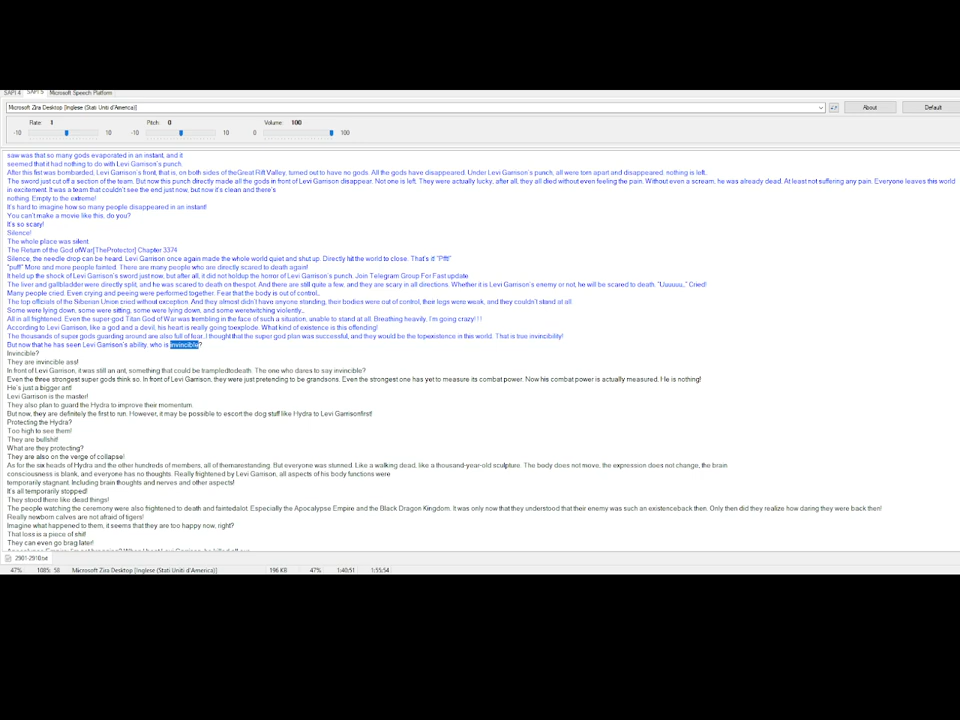 SAPI 4 SAPI 5 Microsoft Speech Platform
Microsoft Zira Desktop [Inglese (Stati Uniti d'America)] About Default
Rate: 1 Pitch: 0 Volume: 100
-10 10 -10 10 0 100
saw was that so many gods evaporated in an instant, and it
seemed that it had nothing to do with Levi Garrison's punch.
After this fist was bombarded, Levi Garrison's front, that is, on both sides of theGreat Rift Valley, turned out to have no gods. All the gods have disappeared. Under Levi Garrison's punch, all were torn apart and disappeared, nothing is left.
The sword just cut off a section of the team. But now this punch directly made all the gods in front of Levi Garrison disappear. Not one is left. They were actually lucky, after all, they all died without even feeling the pain. Without even a scream, he was already dead. At least not suffering any pain. Everyone leaves this world
in excitement. It was a team that couldn't see the end just now, but now it's clean and there's
nothing. Empty to the extreme!
It's hard to imagine how so many people disappeared in an instant!
You can't make a movie like this, do you?
It's so scary!
Silence!
The whole place was silent.
The Return of the God ofWar[TheProtector] Chapter 3374
Silence, the needle drop can be heard. Levi Garrison once again made the whole world quiet and shut up. Directly hit the world to close. That's it! "Pfft!"
"puff" More and more people fainted. There are many people who are directly scared to death again!
It held up the shock of Levi Garrison's sword just now, but after all, it did not holdup the horror of Levi Garrison's punch. Join Telegram Group For Fast update
The liver and gallbladder were directly split, and he was scared to death on thespot. And there are still quite a few, and they are scary in all directions. Whether it is Levi Garrison's enemy or not, he will be scared to death. "Uuuuuu.." Cried!
Many people cried. Even crying and peeing were performed together. Fear that the body is out of control..
The top officials of the Siberian Union cried without exception. And they almost didn't have anyone standing, their bodies were out of control, their legs were weak, and they couldn't stand at all
Some were lying down, some were sitting, some were lying down, and some weretwitching violently...
All in all frightened. Even the super-god Titan God of War was trembling in the face of such a situation, unable to stand at all. Breathing heavily, I'm going crazy!!!
According to Levi Garrison, like a god and a devil, his heart is really going toexplode. What kind of existence is this offending!
The thousands of super gods guarding around are also full of fear...I thought that the super god plan was successful, and they would be the topexistence in this world. That is true invincibility!
But now that he has seen Levi Garrison's ability, who is invincible?
Invincible?
They are invincible ass!
In front of Levi Garrison, it was still an ant, something that could be trampledtodeath. The one who dares to say invincible?
Even the three strongest super gods think so. In front of Levi Garrison, they were just pretending to be grandsons. Even the strongest one has yet to measure its combat power. Now his combat power is actually measured. He is nothing!
He's just a bigger ant!
Levi Garrison is the master!
They also plan to guard the Hydra to improve their momentum.
But now, they are definitely the first to run. However, it may be possible to escort the dog stuff like Hydra to Levi Garrisonfirst!
Protecting the Hydra?
Too high to see them!
They are bullshit!
What are they protecting?
They are also on the verge of collapse!
As for the six heads of Hydra and the other hundreds of members, all of themarestanding. But everyone was stunned. Like a walking dead, like a thousand-year-old sculpture. The body does not move, the expression does not change, the brain
consciousness is blank, and everyone has no thoughts. Really frightened by Levi Garrison, all aspects of his body functions were
temporarily stagnant. Including brain thoughts and nerves and other aspects!
It's all temporarily stopped!
They stood there like dead things!
The people watching the ceremony were also frightened to death and faintedalot. Especially the Apocalypse Empire and the Black Dragon Kingdom. It was only now that they understood that their enemy was such an existenceback then. Only then did they realize how daring they were back then!
Really newborn calves are not afraid of tigers!
Imagine what happened to them, it seems that they are too happy now, right?
That loss is a piece of shit!
They can even go brag later!
2901-2910.txt
47% 1085; 58 Microsoft Zira Desktop [Inglese (Stati Uniti d'America)] 196 KB 47% 1:40:51 1:55:54